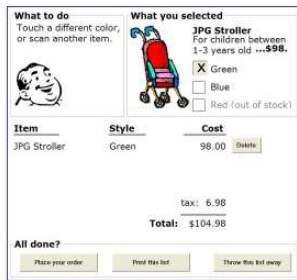 What to do
Touch a different color,
or scan another item.
What you selected
JPG Stroller
For children between
1-3 years old ...$98.
X Green
Blue
Red (out of stock)
Item Style Cost
JPG Stroller Green 98.00 Delete
tax: 6.98
Total: $104.98
All done?
Place your order Print this list Throw this list away